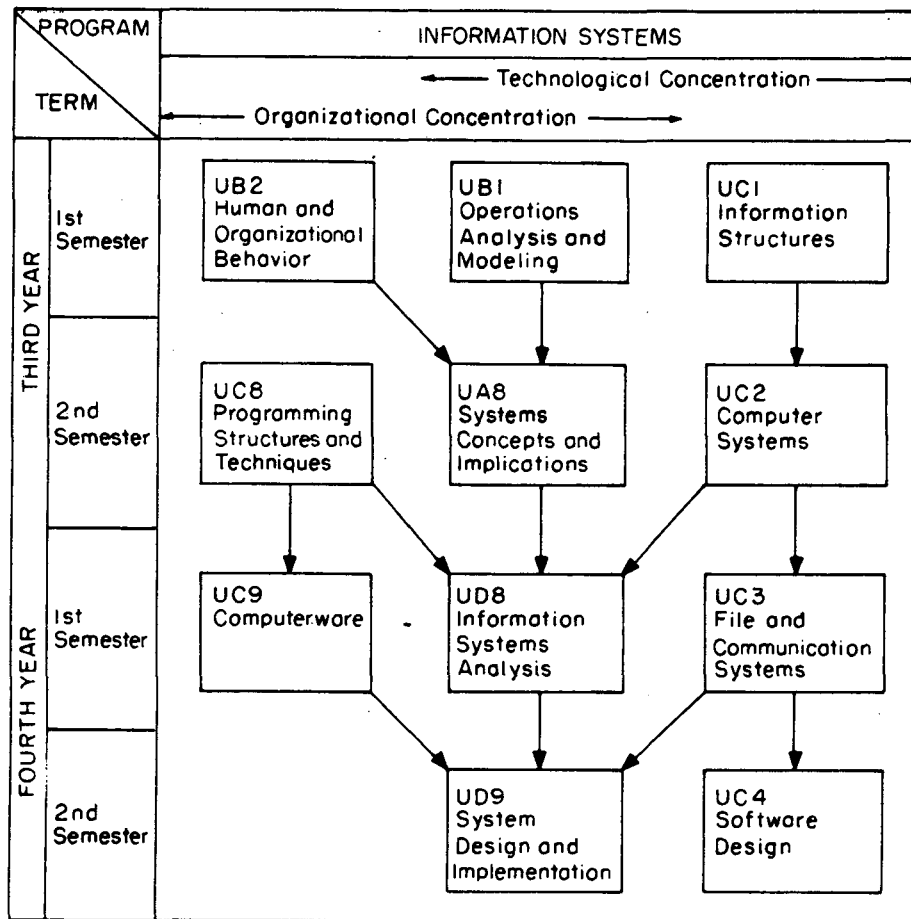 PROGRAM
TERM
INFORMATION SYSTEMS
Technological Concentration
Organizational Concentration
THIRD YEAR
1st
Semester
UB2
Human and
Organizational
Behavior
UB1
Operations
Analysis and
Modeling
UC1
Information
Structures
2nd
Semester
UC8
Programming
Structures and
Techniques
UA8
Systems
Concepts and
Implications
UC2
Computer
Systems
FOURTH YEAR
1st
Semester
UC9
Computerware
UD8
Information
Systems
Analysis
UC3
File and
Communication
Systems
2nd
Semester
UD9
System
Design and
Implementation
UC4
Software
Design